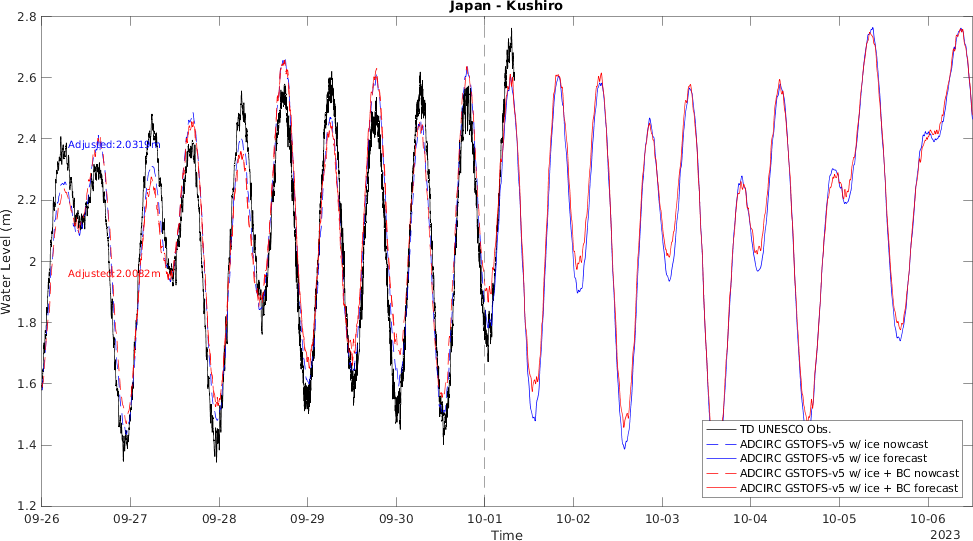 Japan - Kushiro
2.8
2.6
2.4
2.2
2
1.8
1.6
1.4
1.2
Water Level (m)
Adjusted:2.0319m
Adjusted:2.0082m
TD UNESCO Obs.
ADCIRC GSTOFS-v5 w/ ice nowcast
ADCIRC GSTOFS-v5 w/ ice forecast
ADCIRC GSTOFS-v5 w/ ice + BC nowcast
ADCIRC GSTOFS-v5 w/ ice + BC forecast
09-26 09-27 09-28 09-29 09-30 10-01 10-02 10-03 10-04 10-05 10-06
Time
2023